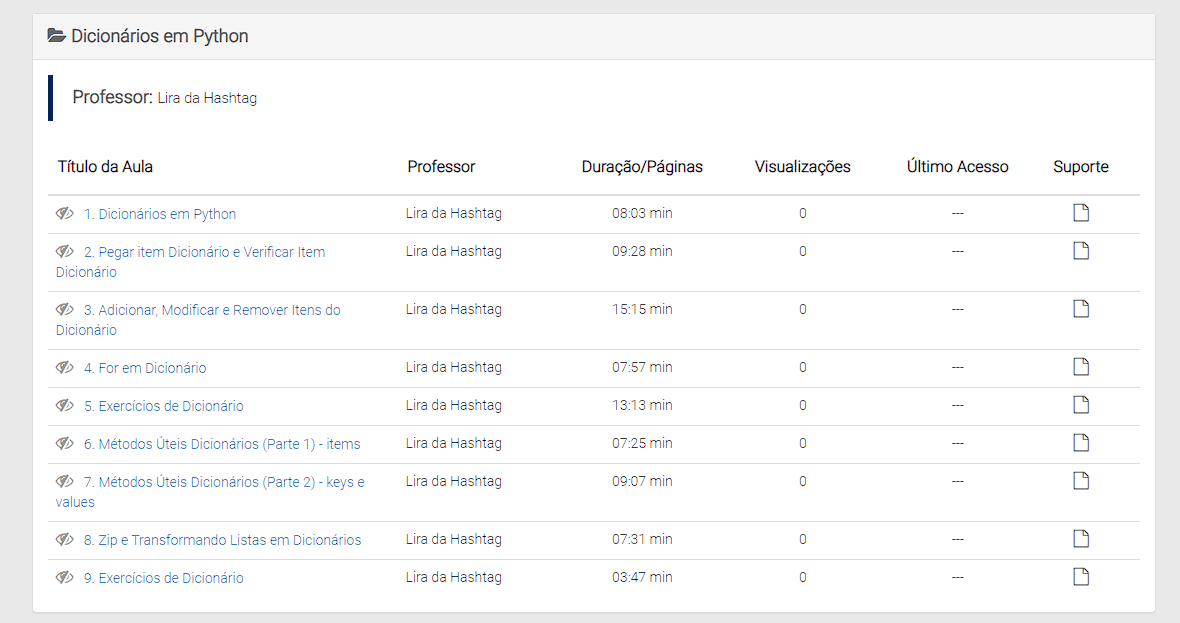 Dicionários em Python
Professor: Lira da Hashtag
Título da Aula Professor Duração/Páginas Visualizações Último Acesso Suporte
1. Dicionários em Python Lira da Hashtag 08:03 min 0 ---
2. Pegar item Dicionário e Verificar Item Lira da Hashtag 09:28 min 0 ---
Dicionário
3. Adicionar, Modificar e Remover Itens do Lira da Hashtag 15:15 min 0 ---
Dicionário
4. For em Dicionário Lira da Hashtag 07:57 min 0 ---
5. Exercícios de Dicionário Lira da Hashtag 13:13 min 0 ---
6. Métodos Úteis Dicionários (Parte 1) - items Lira da Hashtag 07:25 min 0 ---
7. Métodos Úteis Dicionários (Parte 2) - keys e Lira da Hashtag 09:07 min 0 ---
values
8. Zip e Transformando Listas em Dicionários Lira da Hashtag 07:31 min 0 ---
9. Exercícios de Dicionário Lira da Hashtag 03:47 min 0 ---